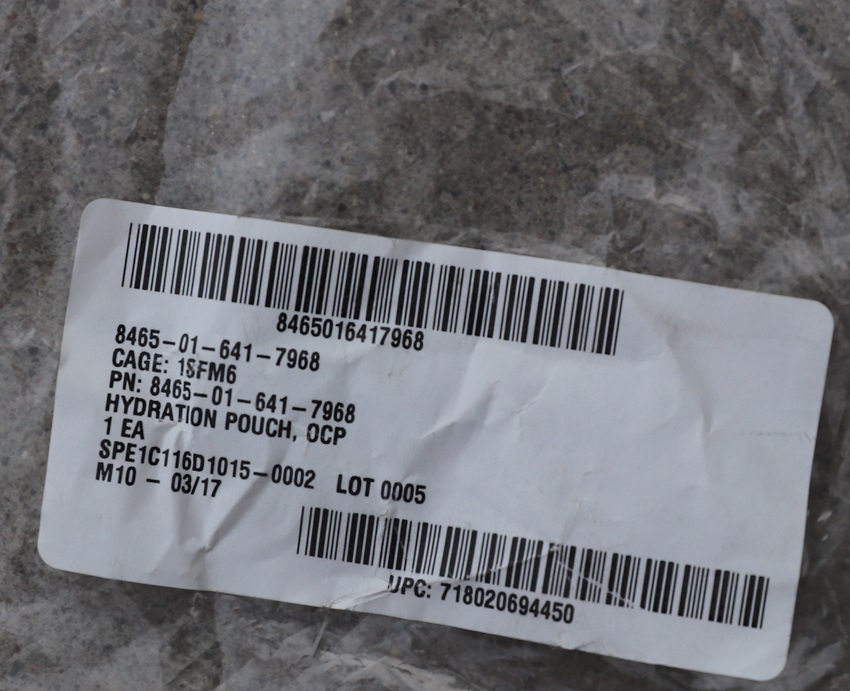 8465016417968
8465-01-641-7968
CAGE: 1SFM6
PN: 8465-01-641-7968
HYDRATION POUCH, OCP
1 EA
SPE1C116D1015-0002 LOT 0005
M10 - 03/17
UPC: 718020694450